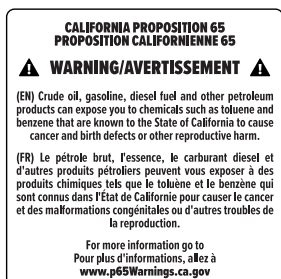 CALIFORNIA PROPOSITION 65
PROPOSITION CALIFORNIENNE 65
WARNING/AVERTISSEMENT
(EN) Crude oil, gasoline, diesel fuel and other petroleum
products can expose you to chemicals such as toluene and
benzene that are known to the State of California to cause
cancer and birth defects or other reproductive harm.
(FR) Le pétrole brut, l'essence, le carburant diesel et
d'autres produits pétroliers peuvent vous exposer à des
produits chimiques tels que le toluène et le benzène qui
sont connus dans l'État de Californie pour causer le cancer
et des malformations congénitales ou d'autres troubles de
la reproduction.
For more information go to
Pour plus d'informations, allez à
www.p65Warnings.ca.gov